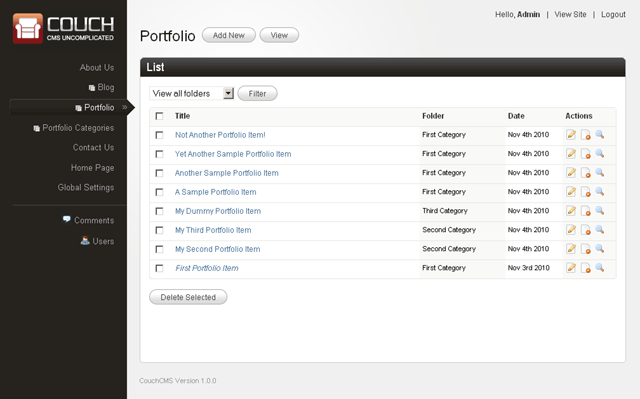 COUCH
CMS UNCOMPLICATED
Hello, Admin | View Site | Logout
Portfolio Add New View
About Us
Blog
Portfolio »
Portfolio Categories
Contact Us
Home Page
Global Settings
Comments
Users
List
View all folders Filter
Title Folder Date Actions
Not Another Portfolio Item! First Category Nov 4th 2010
Yet Another Sample Portfolio Item First Category Nov 4th 2010
Another Sample Portfolio Item First Category Nov 4th 2010
A Sample Portfolio Item First Category Nov 4th 2010
My Dummy Portfolio Item Third Category Nov 4th 2010
My Third Portfolio Item Second Category Nov 4th 2010
My Second Portfolio Item Second Category Nov 4th 2010
First Portfolio Item First Category Nov 3rd 2010
Delete Selected
CouchCMS Version 1.0.0